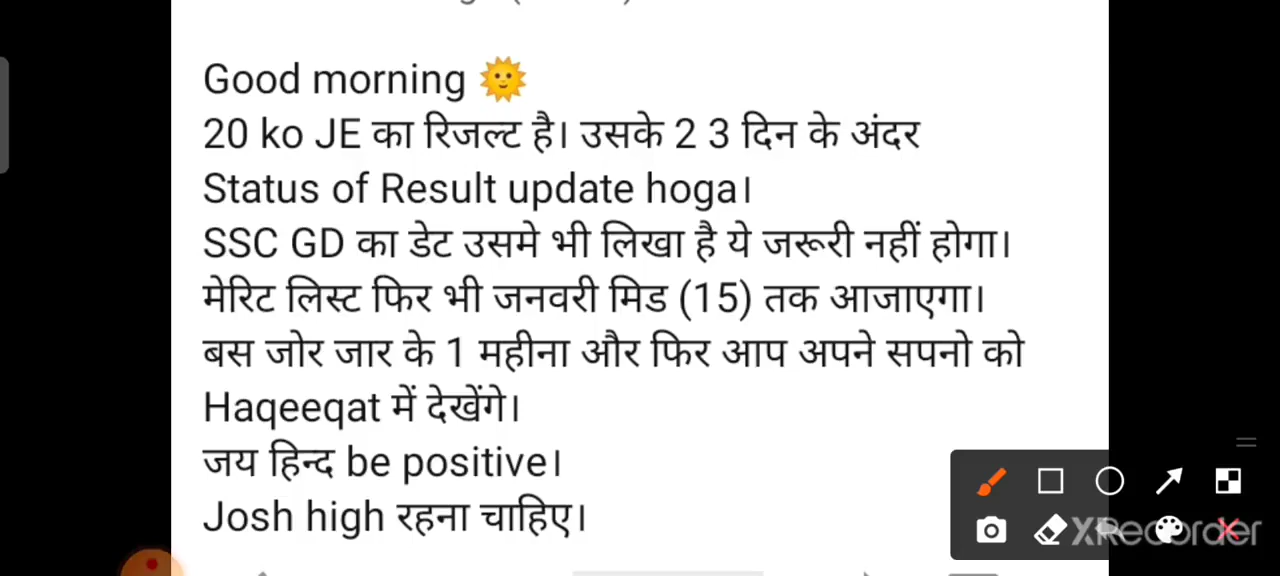 Good morning 🌞
20 ko JE का रिजल्ट है। उसके 2 3 दिन के अंदर
Status of Result update hoga।
SSC GD का डेट उसमे भी लिखा है ये जरूरी नहीं होगा।
मेरिट लिस्ट फिर भी जनवरी मिड (15) तक आजाएगा।
बस जोर जार के 1 महीना और फिर आप अपने सपनो को
Haqeeqat में देखेंगे।
जय हिन्द be positive।
Josh high रहना चाहिए।
XRecorder